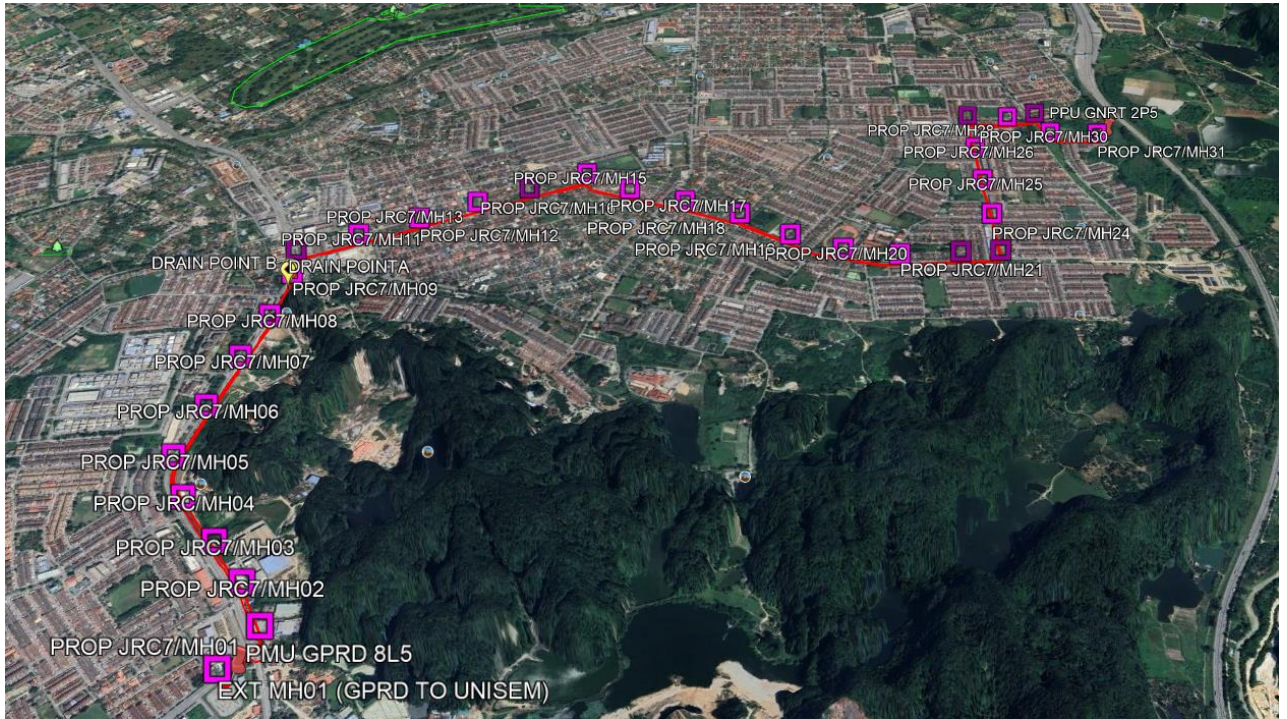 PPU GNRT 2P5
PROP JRC7/MH28
PROP JRC7/MH30
PROP JRC7/MH26
PROP JRC7/MH31
PROP JRC7/MH15
PROP JRC7/MH25
PROP JRC7/MH13
PROP JRC7/MH17
PROP JRC7/MH18
PROP JRC7/MH24
PROP JRC7/MH11
PROP JRC7/MH12
PROP JRC7/MH20
DRAIN POINT B
DRAIN POINTA
PROP JRC7/MH21
PROP JRC7/MH09
PROP JRC7/MH08
PROP JRC7/MH07
PROP JRC7/MH06
PROP JRC7/MH05
PROP JRC/MH04
PROP JRC7/MH03
PROP JRC7/MH02
PROP JRC7/MH01
PMU GPRD 8L5
EXT MH01 (GPRD TO UNISEM)